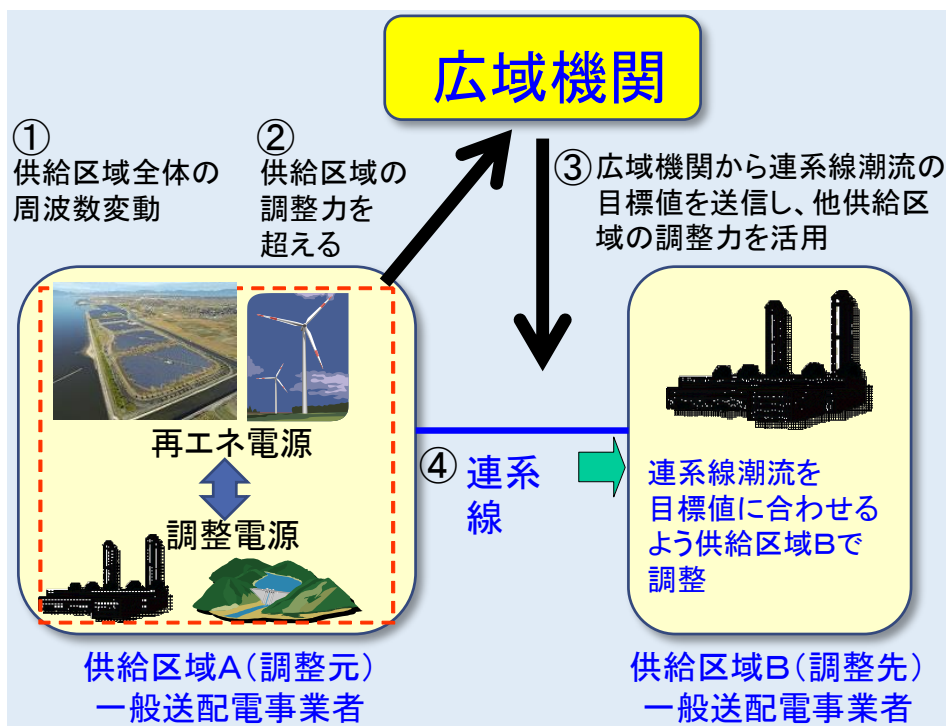 広域機関
①
供給区域全体の
周波数変動
②
供給区域の
調整力を
超える
③広域機関から連系線潮流の
目標値を送信し、他供給区
域の調整力を活用
再エネ電源
調整電源
④連系
線
連系線潮流を
目標値に合わせる
よう供給区域Bで
調整
供給区域A(調整元)
一般送配電事業者
供給区域B(調整先)
一般送配電事業者